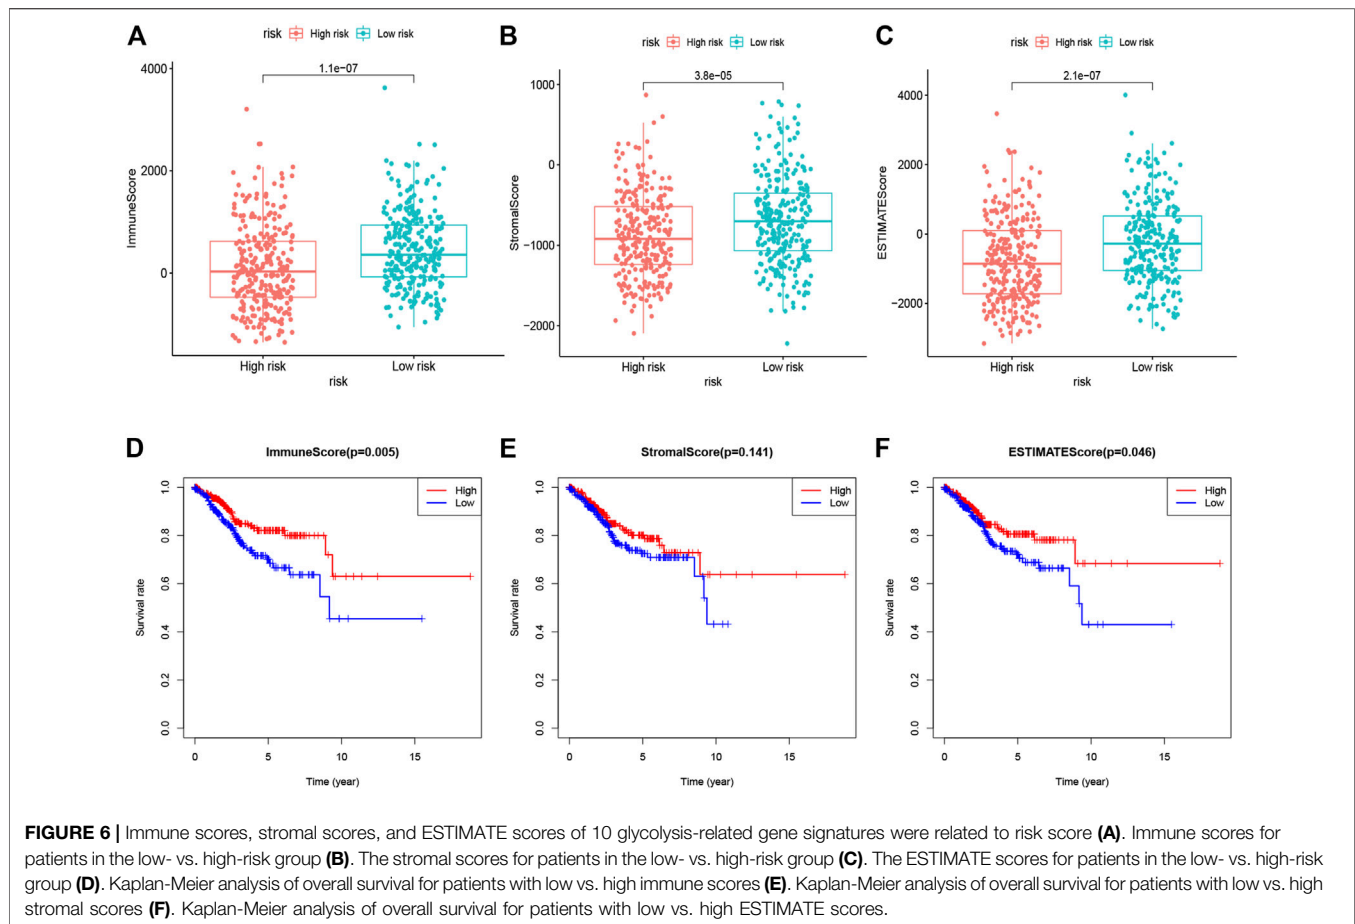 A
risk High risk Low risk
1.1e-07
4000
2000
0
ImmuneScore
High risk
Low risk
risk
B
risk High risk Low risk
3.8e-05
1000
0
−1000
−2000
StromalScore
High risk
Low risk
risk
C
risk High risk Low risk
2.1e-07
4000
2000
0
−2000
ESTIMATEScore
High risk
Low risk
risk
D
ImmuneScore(p=0.005)
High
Low
1.0
0.8
0.6
0.4
0.2
0.0
Survival rate
0 5 10 15
Time (year)
E
StromalScore(p=0.141)
High
Low
1.0
0.8
0.6
0.4
0.2
0.0
Survival rate
0 5 10 15
Time (year)
F
ESTIMATEScore(p=0.046)
High
Low
1.0
0.8
0.6
0.4
0.2
0.0
Survival rate
0 5 10 15
Time (year)
FIGURE 6 | Immune scores, stromal scores, and ESTIMATE scores of 10 glycolysis-related gene signatures were related to risk score (A). Immune scores for
patients in the low- vs. high-risk group (B). The stromal scores for patients in the low- vs. high-risk group (C). The ESTIMATE scores for patients in the low- vs. high-risk
group (D). Kaplan-Meier analysis of overall survival for patients with low vs. high immune scores (E). Kaplan-Meier analysis of overall survival for patients with low vs. high
stromal scores (F). Kaplan-Meier analysis of overall survival for patients with low vs. high ESTIMATE scores.